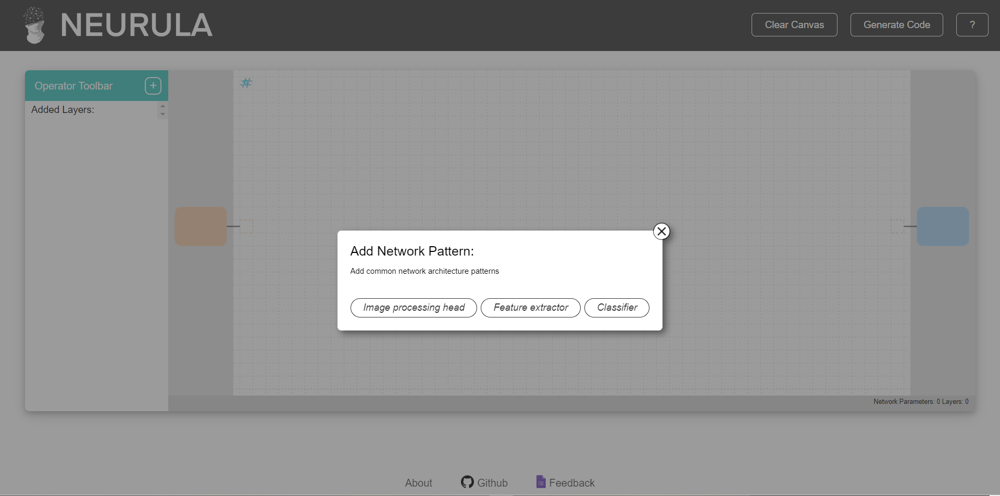 NEURULA
Clear Canvas
Generate Code
?
Operator Toolbar
+
Added Layers:
Add Network Pattern:
Add common network architecture patterns
Image processing head
Feature extractor
Classifier
Network Parameters: 0 Layers: 0
About
Github
Feedback